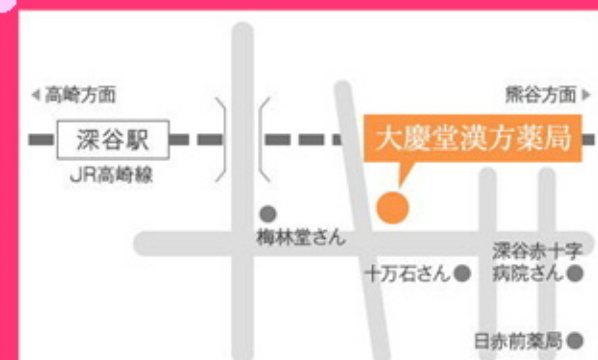 高崎方面
熊谷方面
深谷駅
大慶堂漢方薬局
JR高崎線
梅林堂さん
深谷赤十字
病院さん
十万石さん
日赤前薬局